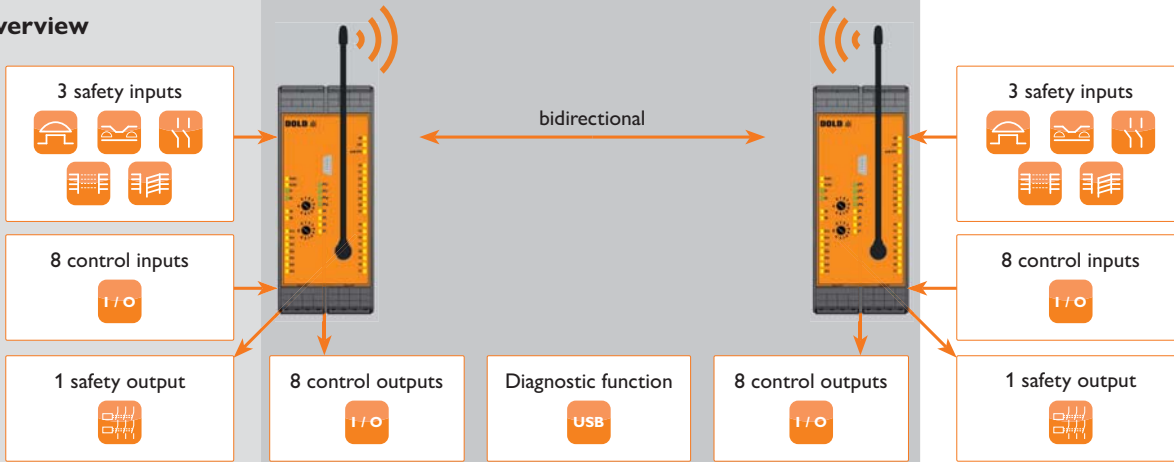 verview
3 safety inputs
bidirectional
3 safety inputs
DOLD
DOLD
8 control inputs
I / O
8 control inputs
I / O
1 safety output
8 control outputs
I / O
Diagnostic function
USB
8 control outputs
I / O
1 safety output